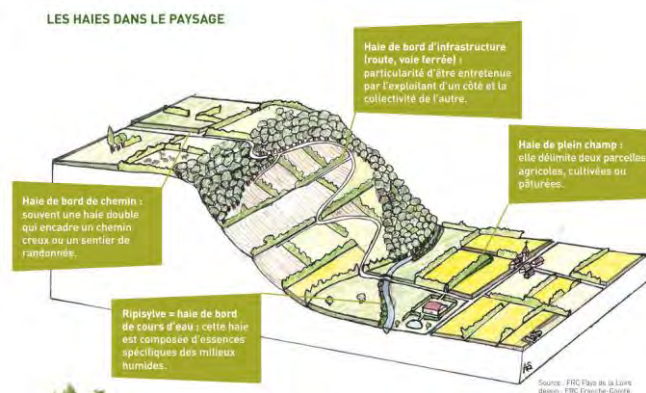 LES HAIES DANS LE PAYSAGE
Haie de bord d'infrastructure
(route, voie ferrée) :
particularité d'être entretenue
par l'exploitant d'un côté et la
collectivité de l'autre.
Haie de plein champ :
elle délimite deux parcelles
agricoles, cultivées ou
pâturées.
Haie de bord de chemin :
souvent une haie double
qui encadre un chemin
creux ou un sentier de
randonnée.
Ripisylve = haie de bord
de cours d'eau : cette haie
est composée d'essences
spécifiques des milieux
humides.
Source : FRC Pays de la Loire
dessin : FRC Franche-Comté